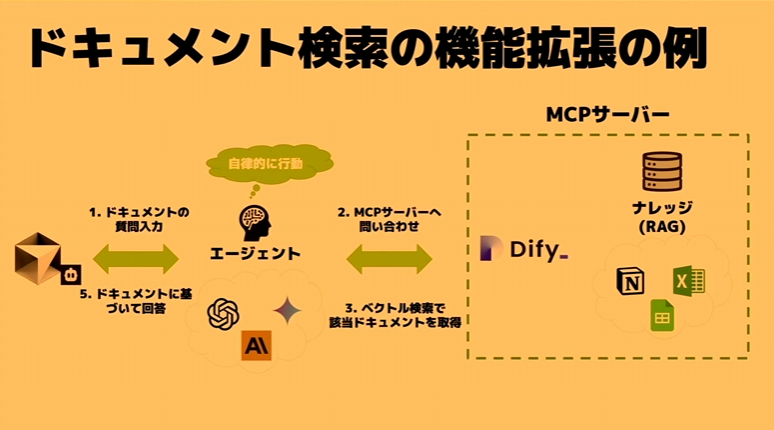 ドキュメント検索の機能拡張の例
MCPサーバー
自律的に行動
1. ドキュメントの
質問入力
2. MCPサーバーへ
問い合わせ
ナレッジ
(RAG)
エージェント
Dify_
5. ドキュメントに基
づいて回答
3. ベクトル検索で
該当ドキュメントを取得
N
X
A\